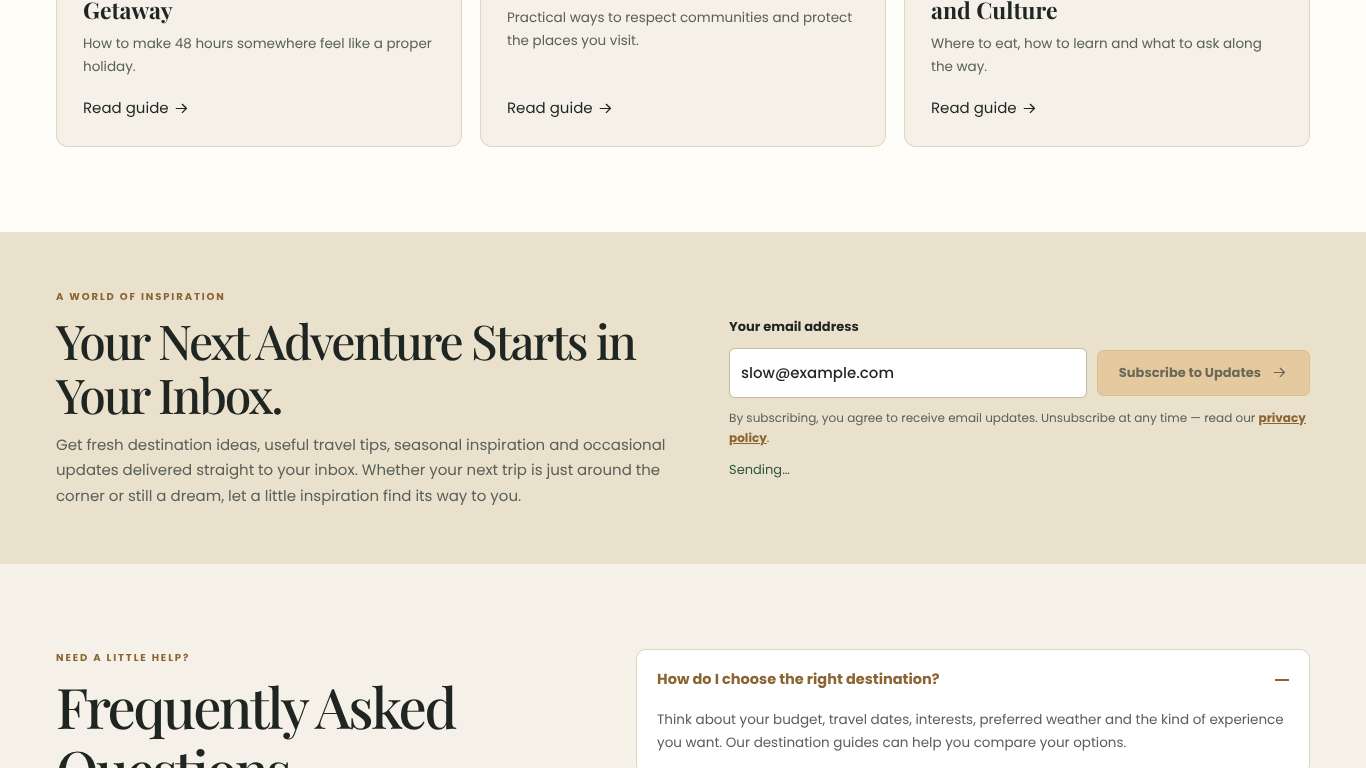 Getaway
How to make 48 hours somewhere feel like a proper
holiday.
Read guide →
Practical ways to respect communities and protect
the places you visit.
Read guide →
and Culture
Where to eat, how to learn and what to ask along
the way.
Read guide →
A WORLD OF INSPIRATION
Your Next Adventure Starts in
Your Inbox.
Get fresh destination ideas, useful travel tips, seasonal inspiration and occasional
updates delivered straight to your inbox. Whether your next trip is just around the
corner or still a dream, let a little inspiration find its way to you.
Your email address
slow@example.com
Subscribe to Updates →
By subscribing, you agree to receive email updates. Unsubscribe at any time — read our privacy
policy.
Sending…
NEED A LITTLE HELP?
Frequently Asked
Questions
How do I choose the right destination?
Think about your budget, travel dates, interests, preferred weather and the kind of experience
you want. Our destination guides can help you compare your options.